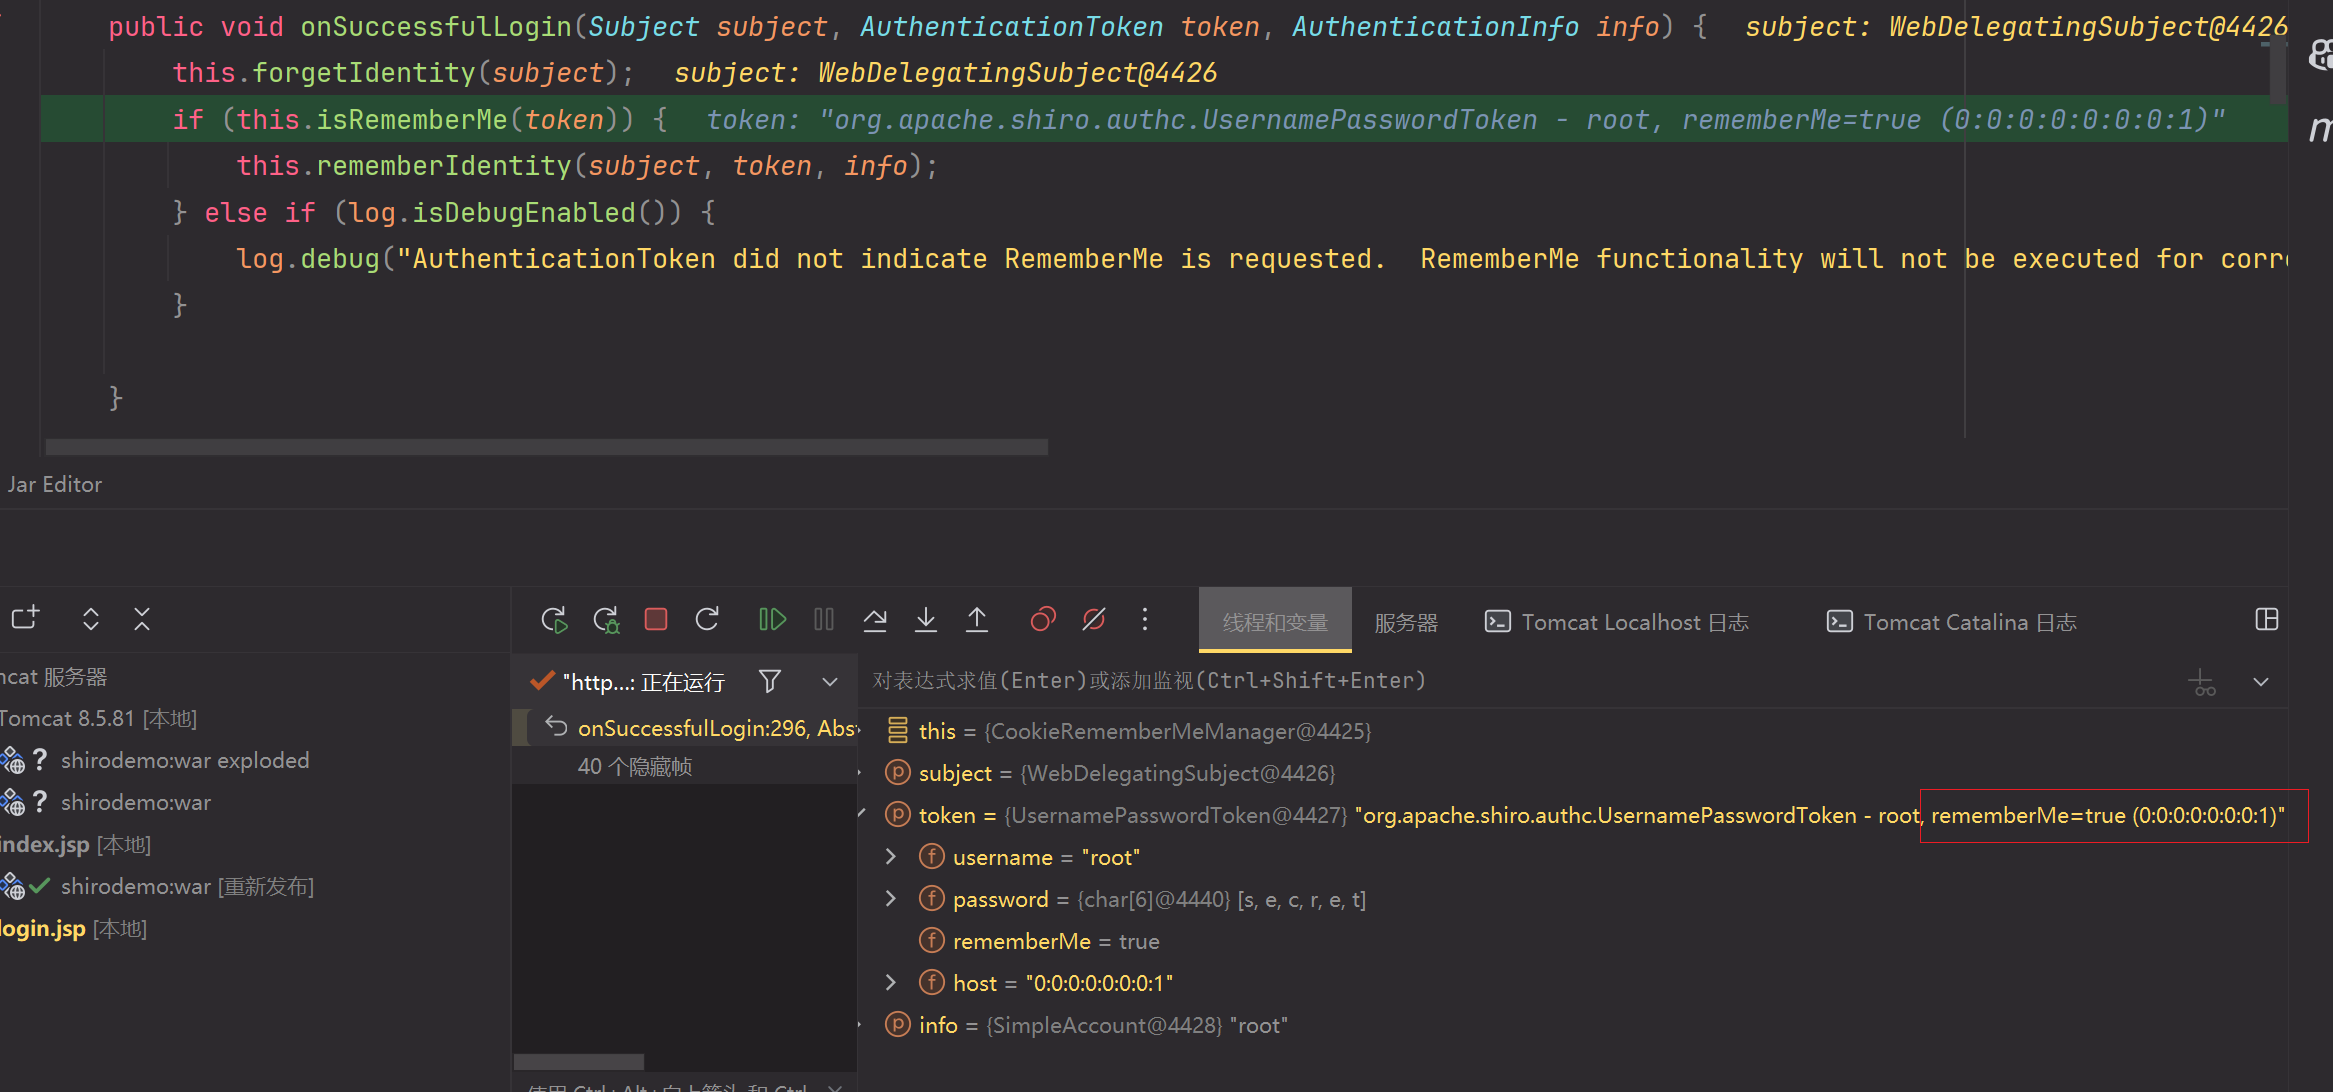 public void onSuccessfulLogin(Subject subject, AuthenticationToken token, AuthenticationInfo info) {  subject: WebDelegatingSubject@4426
this.forgetIdentity(subject);  subject: WebDelegatingSubject@4426
if (this.isRememberMe(token)) {  token: "org.apache.shiro.authc.UsernamePasswordToken - root, rememberMe=true (0:0:0:0:0:0:0:1)"
this.rememberIdentity(subject, token, info);
} else if (log.isDebugEnabled()) {
log.debug("AuthenticationToken did not indicate RememberMe is requested.  RememberMe functionality will not be executed for corre
}
}
Jar Editor
线程和变量 服务器 Tomcat Localhost 日志 Tomcat Catalina 日志
cat 服务器
Tomcat 8.5.81 [本地]
? shirodemo:war exploded
? shirodemo:war
index.jsp [本地]
shirodemo:war [重新发布]
login.jsp [本地]
"http...: 正在运行
onSuccessfulLogin:296, Abs
40 个隐藏帧
对表达式求值(Enter)或添加监视(Ctrl+Shift+Enter)
this = {CookieRememberMeManager@4425}
subject = {WebDelegatingSubject@4426}
token = {UsernamePasswordToken@4427} "org.apache.shiro.authc.UsernamePasswordToken - root, rememberMe=true (0:0:0:0:0:0:0:1)"
username = "root"
password = {char[6]@4440} [s, e, c, r, e, t]
rememberMe = true
host = "0:0:0:0:0:0:0:1"
info = {SimpleAccount@4428} "root"